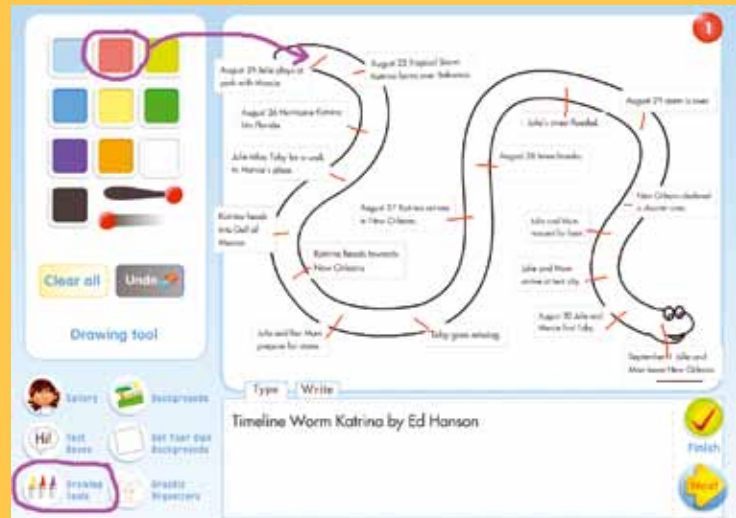 1
August 25 Julie plays at
park with Marcie
August 23 Tropical Storm
Katrina forms over Bahamas.
August 29 storm is over.
August 26 Hurricane Katrina
hits Florida
Julie's street flooded.
Julie takes Toby for a walk
to Marcie's place.
August 28 levee breaks.
New Orleans declared
a disaster area.
Katrina heads
into Gulf of
Mexico
August 27 Katrina arrives
in New Orleans.
Julie and Mum
rescued by boat.
Katrina heads towards
New Orleans
Julie and Mum
arrive at tent city.
Julie and her Mum
prepare for storm.
Toby goes missing.
August 30 Julie and
Marcie find Toby.
September 1 Julie and
Mum leave New Orleans
Clear all
Undo
Drawing tool
Type
Write
Timeline Worm Katrina by Ed Hanson
Backgrounds
Hi!
Text
Boxes
Get Your Own
Backgrounds
Drawing
Tools
Graphic
Organisers
Finish
Next